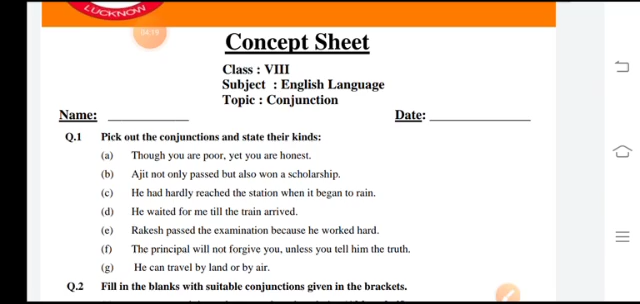 LUCKNOW
04:19
Concept Sheet
Class : VIII
Subject : English Language
Topic : Conjunction
Name: ____________ Date: _______________
Q.1 Pick out the conjunctions and state their kinds:
(a) Though you are poor, yet you are honest.
(b) Ajit not only passed but also won a scholarship.
(c) He had hardly reached the station when it began to rain.
(d) He waited for me till the train arrived.
(e) Rakesh passed the examination because he worked hard.
(f) The principal will not forgive you, unless you tell him the truth.
(g) He can travel by land or by air.
Q.2 Fill in the blanks with suitable conjunctions given in the brackets.